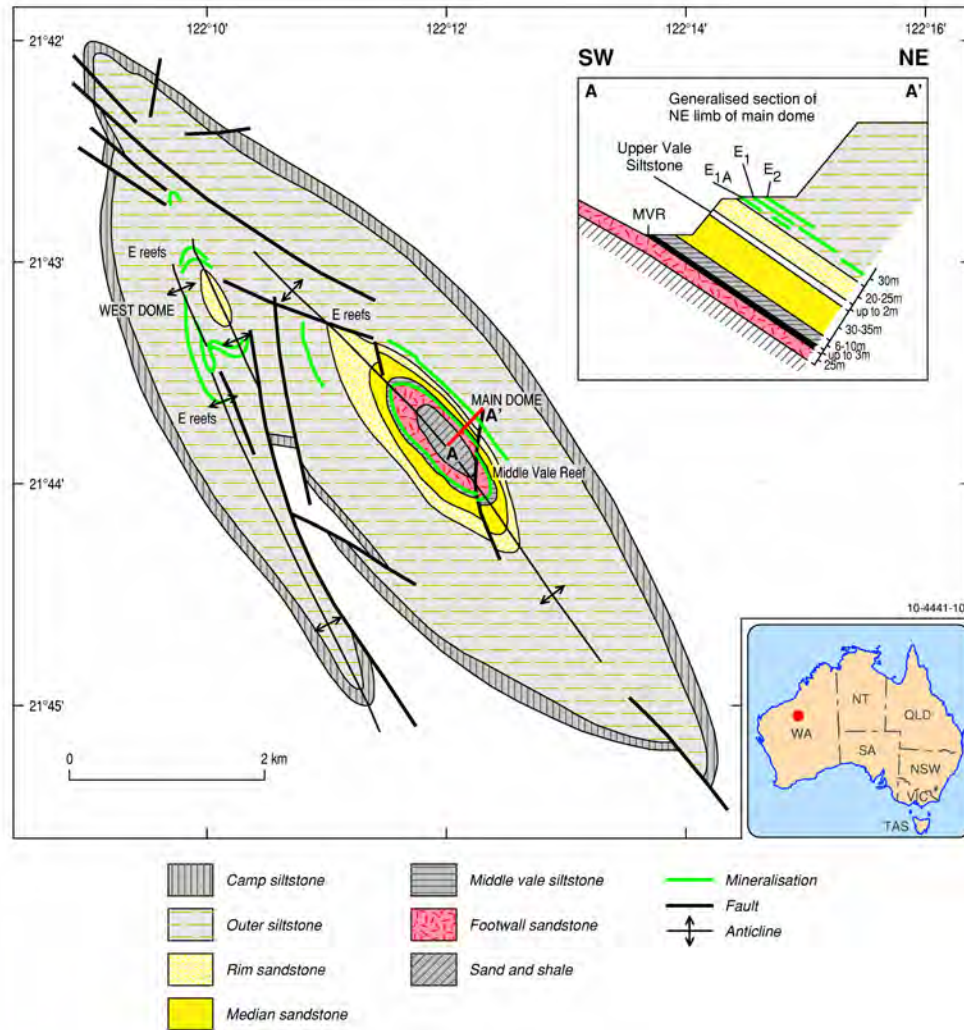 122°10'
122°12'
122°14'
122°16'
21°42'
21°43'
21°44'
21°45'
SW
NE
A
A'
Generalised section of
NE limb of main dome
Upper Vale
Siltstone
E1A
E1
E2
MVR
30m
20-25m
up to 2m
30-35m
6-10m
up to 3m
25m
E reefs
WEST DOME
E reefs
E reefs
MAIN DOME
A'
A
Middle Vale Reef
0
2 km
10-4441-10
NT
QLD
WA
SA
NSW
VIC
TAS
Camp siltstone
Outer siltstone
Rim sandstone
Median sandstone
Middle vale siltstone
Footwall sandstone
Sand and shale
Mineralisation
Fault
Anticline